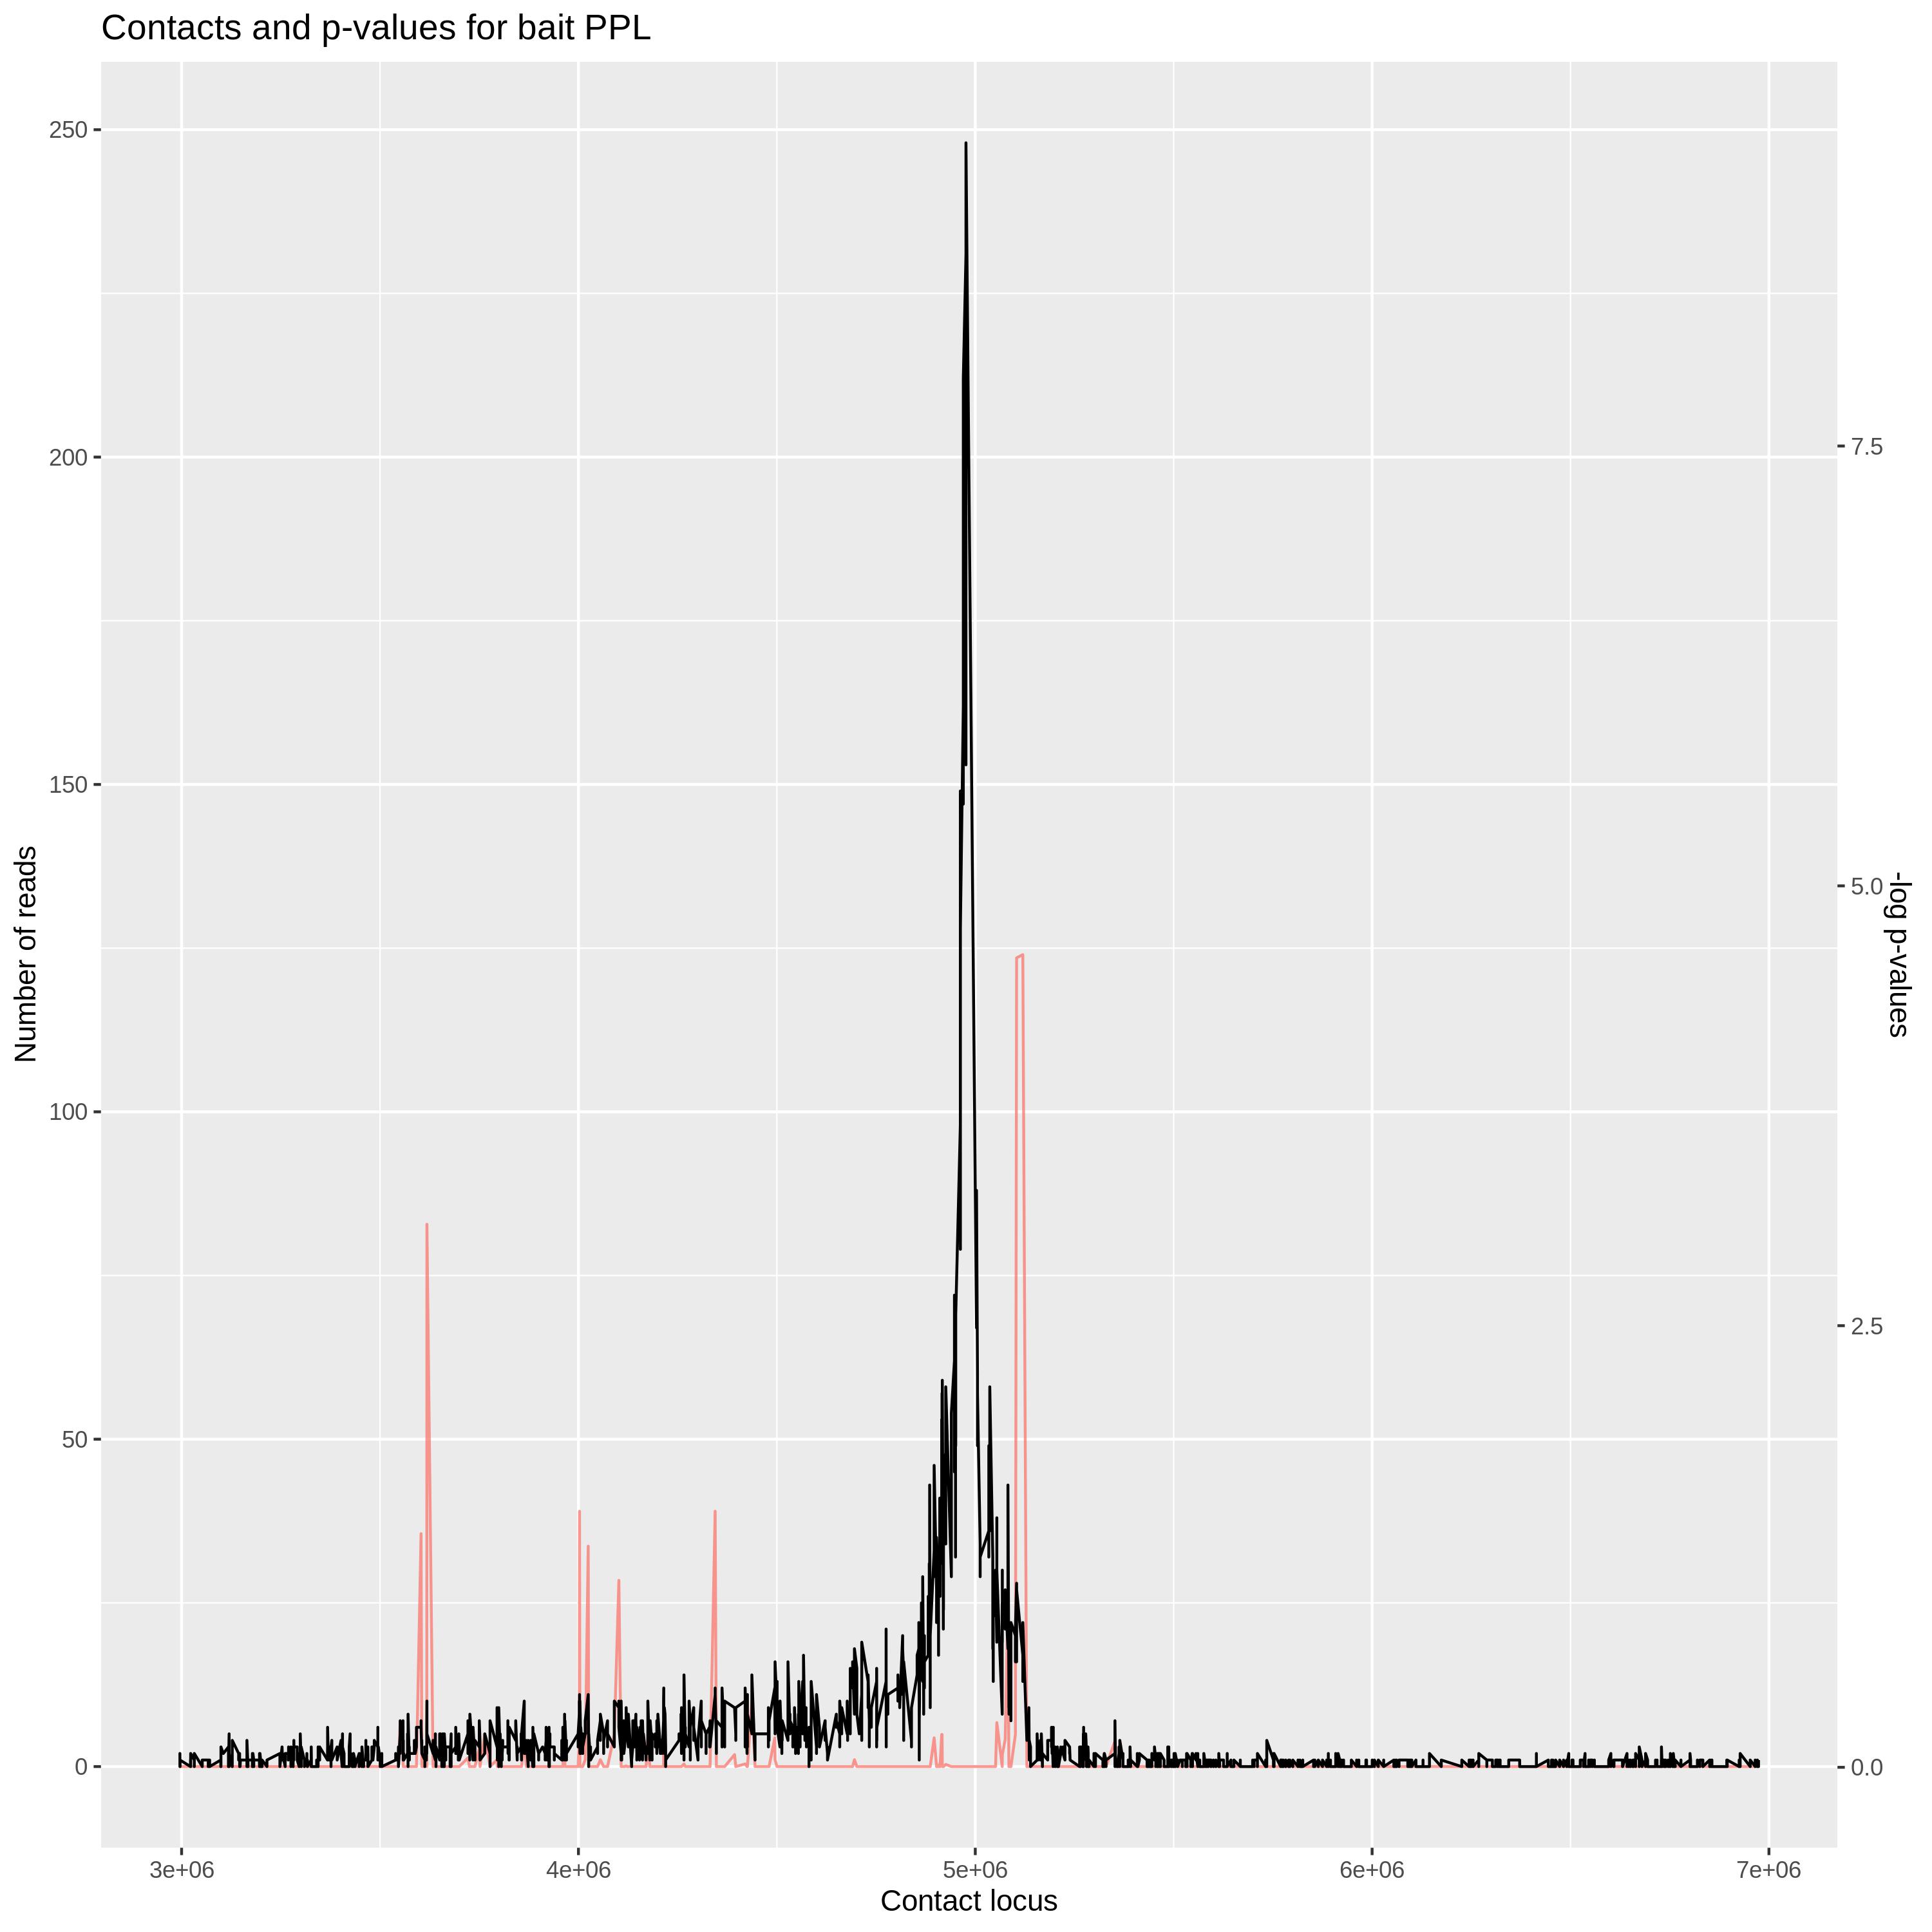 Contacts and p-values for bait PPL
250
200
150
100
50
0
Number of reads
7.5
5.0
2.5
0.0
-log p-values
3e+06 4e+06 5e+06 6e+06 7e+06
Contact locus